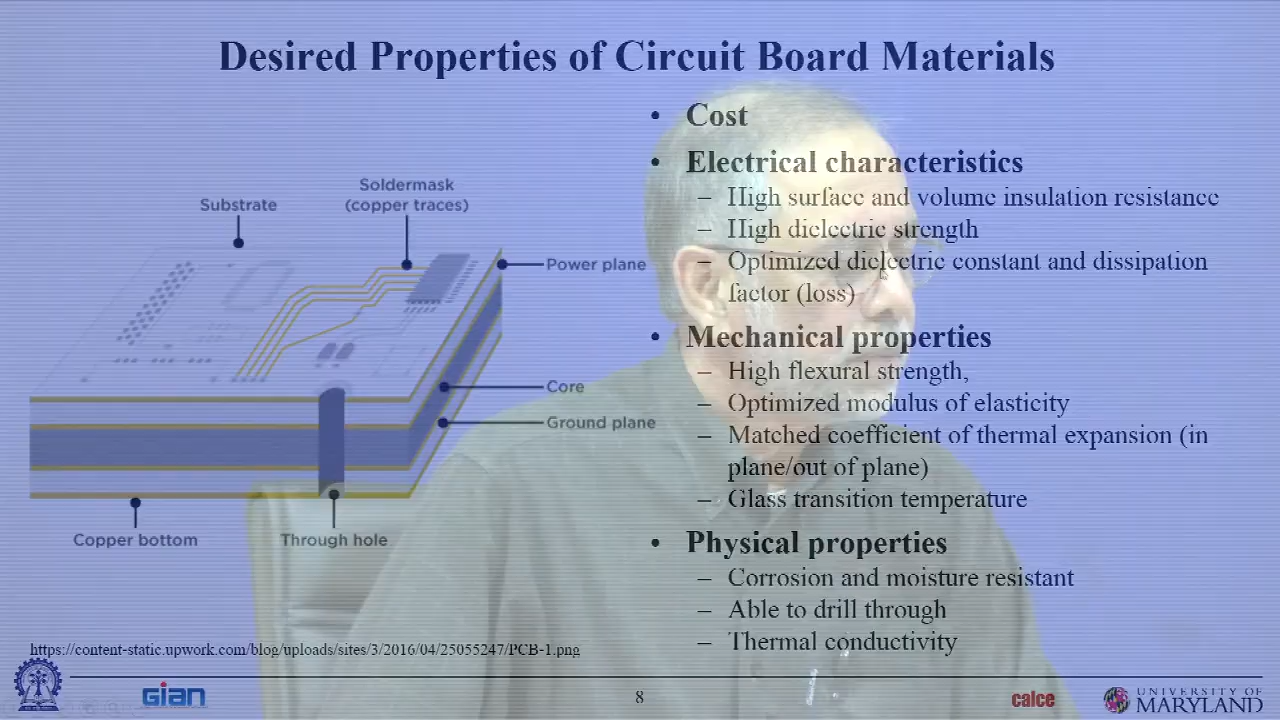 Desired Properties of Circuit Board Materials
• Cost
• Electrical characteristics
– High surface and volume insulation resistance
– High dielectric strength
– Optimized dielectric constant and dissipation
factor (loss)
• Mechanical properties
– High flexural strength,
– Optimized modulus of elasticity
– Matched coefficient of thermal expansion (in
plane/out of plane)
– Glass transition temperature
• Physical properties
– Corrosion and moisture resistant
– Able to drill through
– Thermal conductivity
Substrate
Soldermask
(copper traces)
Power plane
Core
Ground plane
Copper bottom
Through hole
https://content-static.upwork.com/blog/uploads/sites/3/2016/04/25055247/PCB-1.png
GIAN
8
calce
UNIVERSITY OF
MARYLAND